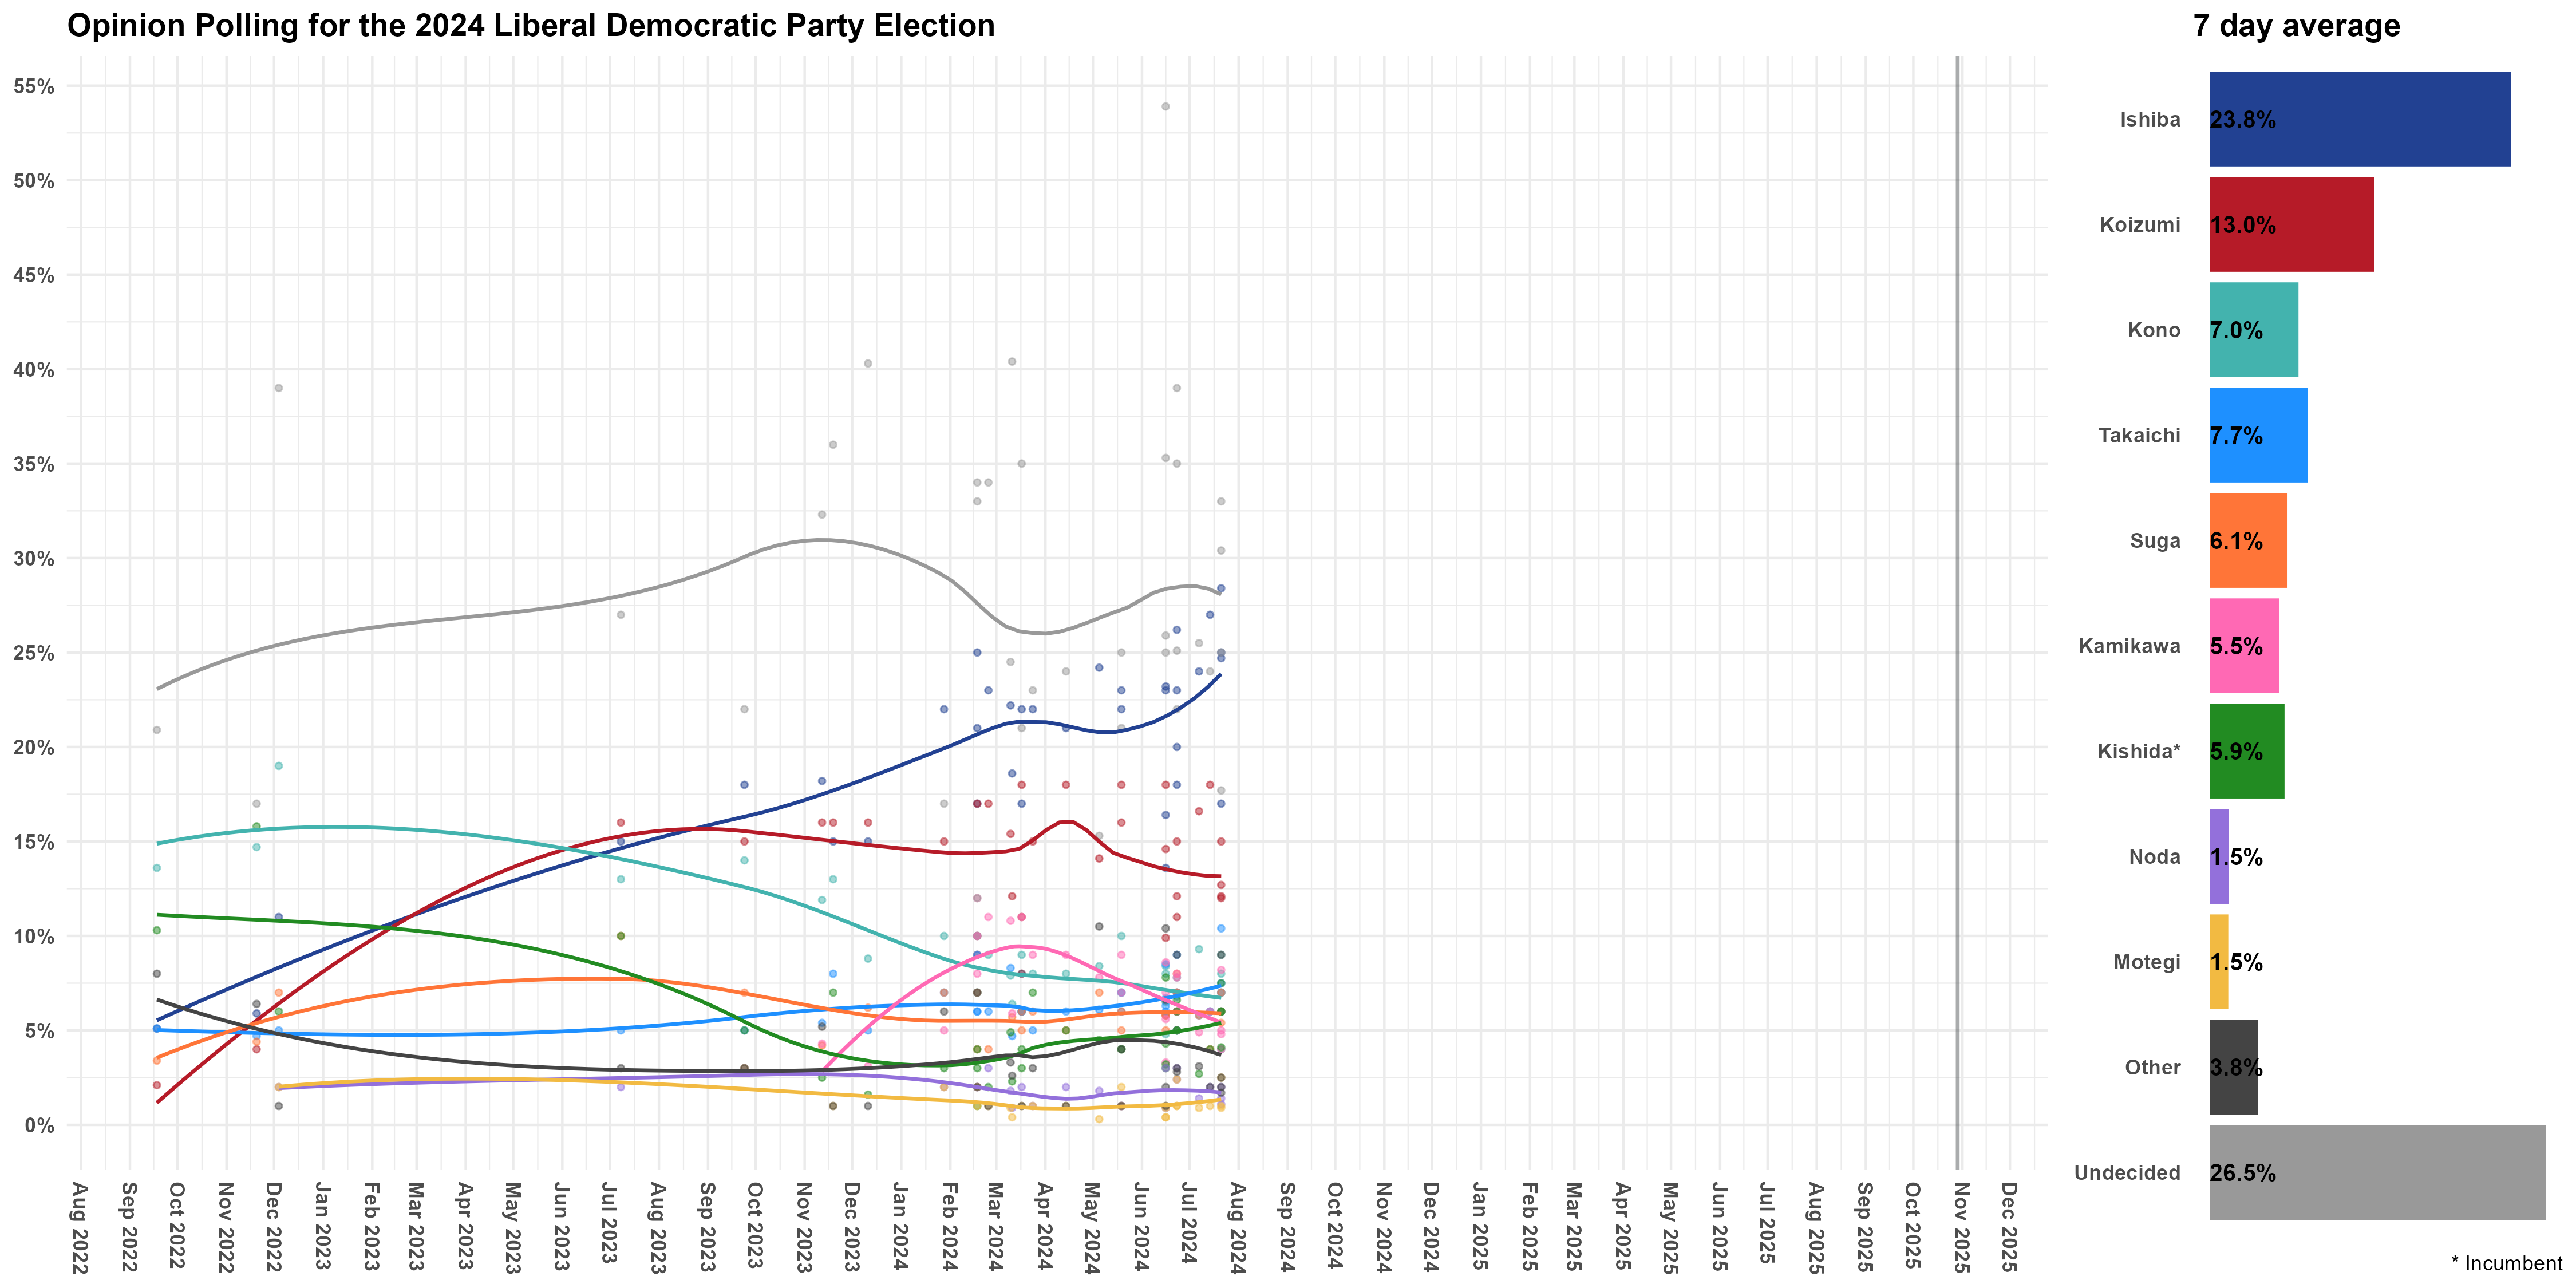 Opinion Polling for the 2024 Liberal Democratic Party Election
55%
50%
45%
40%
35%
30%
25%
20%
15%
10%
5%
0%
Aug 2022
Sep 2022
Oct 2022
Nov 2022
Dec 2022
Jan 2023
Feb 2023
Mar 2023
Apr 2023
May 2023
Jun 2023
Jul 2023
Aug 2023
Sep 2023
Oct 2023
Nov 2023
Dec 2023
Jan 2024
Feb 2024
Mar 2024
Apr 2024
May 2024
Jun 2024
Jul 2024
Aug 2024
Sep 2024
Oct 2024
Nov 2024
Dec 2024
Jan 2025
Feb 2025
Mar 2025
Apr 2025
May 2025
Jun 2025
Jul 2025
Aug 2025
Sep 2025
Oct 2025
Nov 2025
Dec 2025
7 day average
Ishiba 23.8%
Koizumi 13.0%
Kono 7.0%
Takaichi 7.7%
Suga 6.1%
Kamikawa 5.5%
Kishida* 5.9%
Noda 1.5%
Motegi 1.5%
Other 3.8%
Undecided 26.5%
* Incumbent